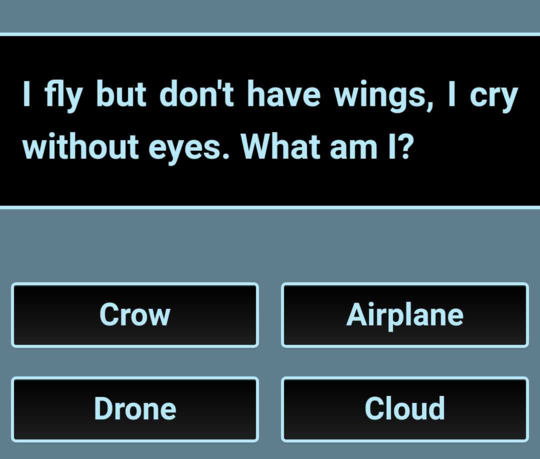 I fly but don't have wings, I cry
without eyes. What am I?
Crow
Airplane
Drone
Cloud